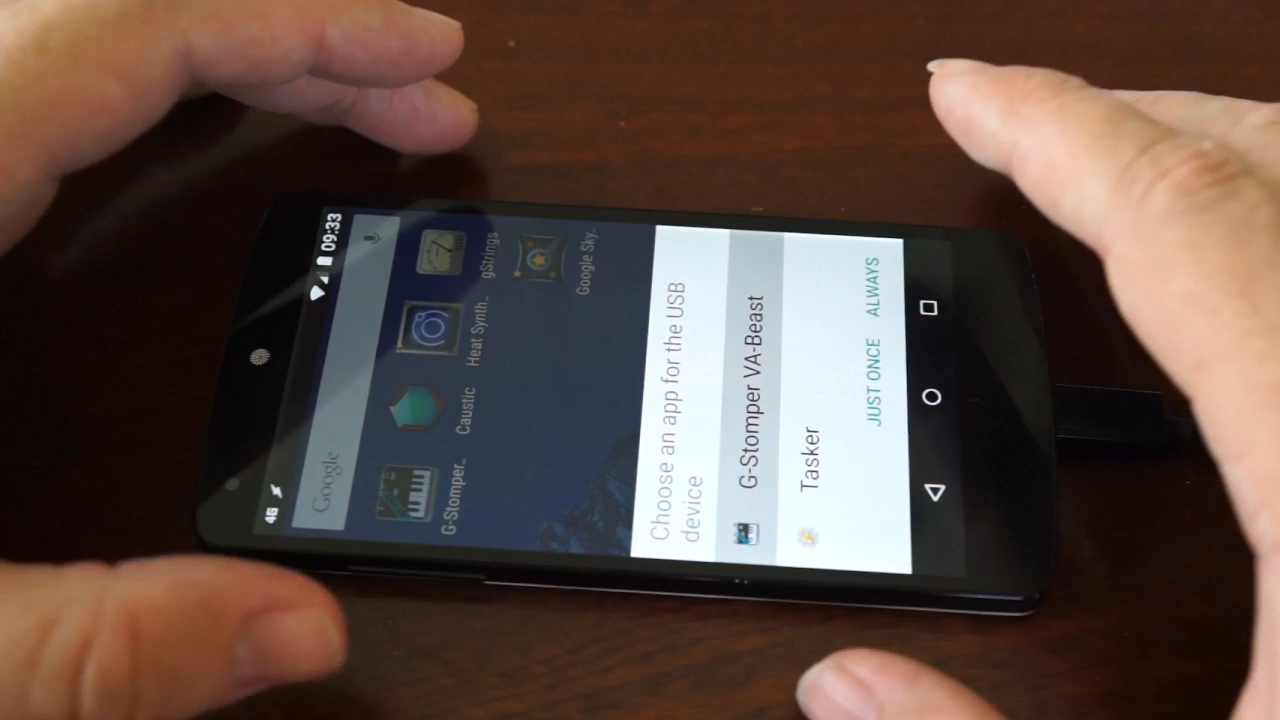 4G
09:33
Google
G-Stomper..
Caustic
Heat Synth..
gStrings
Google Sky..
Choose an app for the USB
device
G-Stomper VA-Beast
Tasker
JUST ONCE
ALWAYS